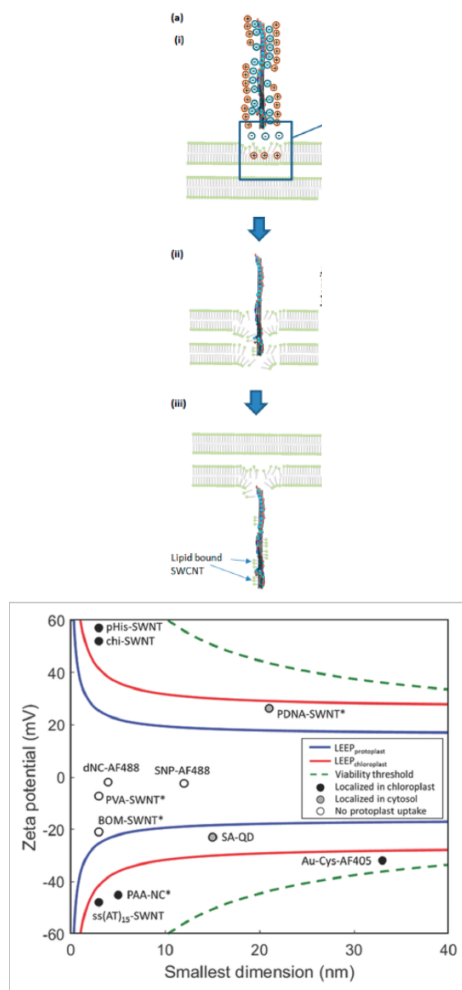 (a)
(i)
(ii)
(iii)
Lipid bound
SWCNT
60
40
20
0
-20
-40
-60
Zeta potential (mV)
pHis-SWNT
chi-SWNT
PDNA-SWNT*
dNC-AF488
SNP-AF488
PVA-SWNT*
BOM-SWNT*
SA-QD
Au-Cys-AF405
PAA-NC*
ss(AT)₁₅-SWNT
LEEPprotoplast
LEEPchloroplast
Viability threshold
Localized in chloroplast
Localized in cytosol
No protoplast uptake
0 10 20 30 40
Smallest dimension (nm)